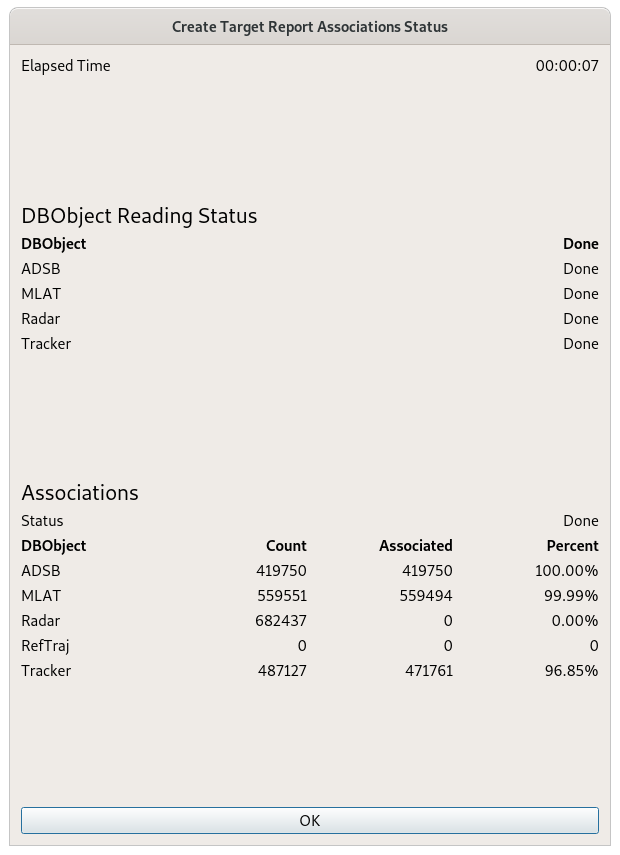 Create Target Report Associations Status
Elapsed Time 00:00:07
DBObject Reading Status
DBObject Done
ADSB Done
MLAT Done
Radar Done
Tracker Done
Associations
Status Done
DBObject Count Associated Percent
ADSB 419750 419750 100.00%
MLAT 559551 559494 99.99%
Radar 682437 0 0.00%
RefTraj 0 0 0
Tracker 487127 471761 96.85%
OK